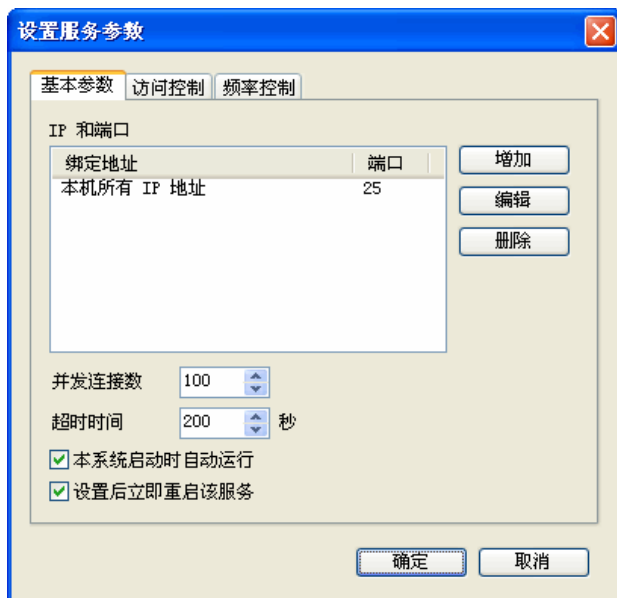 设置服务参数
基本参数 访问控制 频率控制
IP 和端口
绑定地址 端口
本机所有 IP 地址 25
增加
编辑
删除
并发连接数 100
超时时间 200 秒
本系统启动时自动运行
设置后立即重启该服务
确定 取消